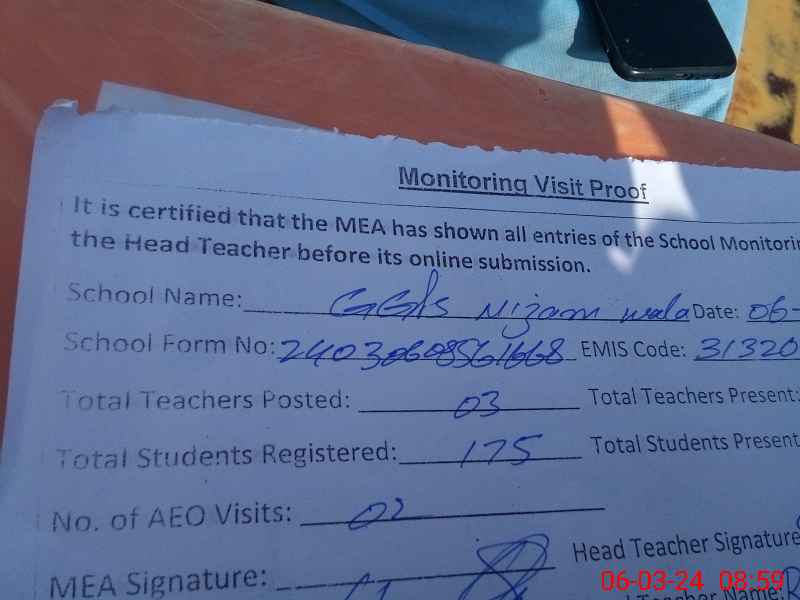 Monitoring Visit Proof
It is certified that the MEA has shown all entries of the School Monitorin
the Head Teacher before its online submission.
School Name: GGPS Nizam wala Date: 06-
School Form No: 24030608561668 EMIS Code: 31320
Total Teachers Posted: 03 Total Teachers Present:
Total Students Registered: 175 Total Students Present
No. of AEO Visits: 02
MEA Signature: Head Teacher Signature
Teacher Name:
06-03-24 08:59